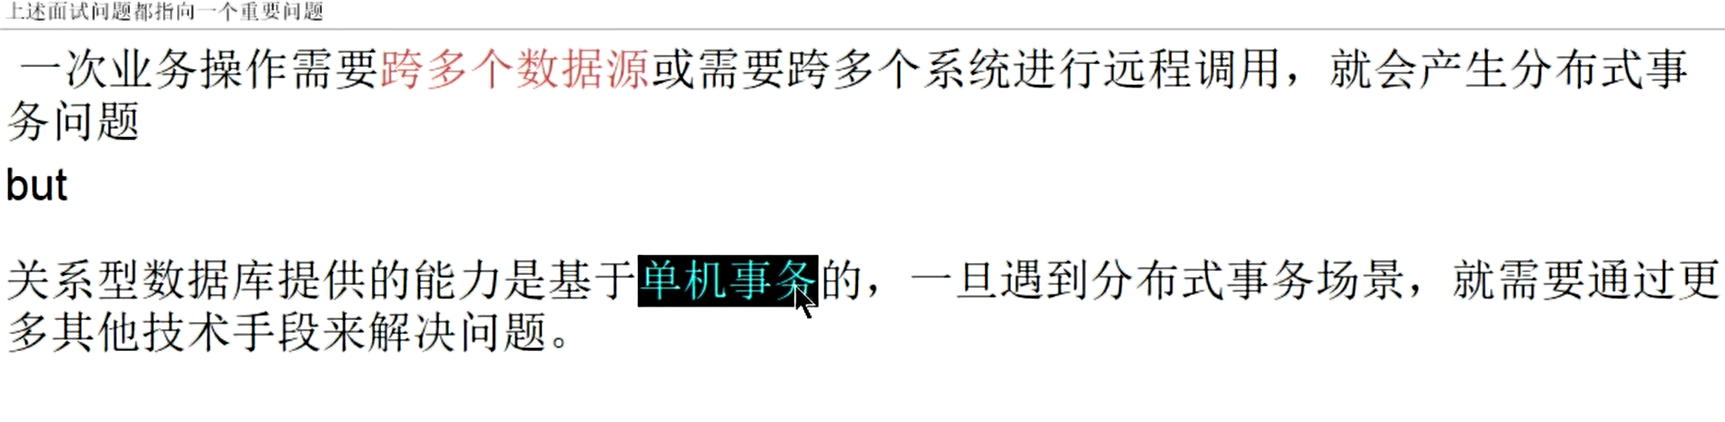 上述面试问题都指向一个重要问题
一次业务操作需要跨多个数据源或需要跨多个系统进行远程调用，就会产生分布式事
务问题
but
关系型数据库提供的能力是基于单机事务的，一旦遇到分布式事务场景，就需要通过更
多其他技术手段来解决问题。